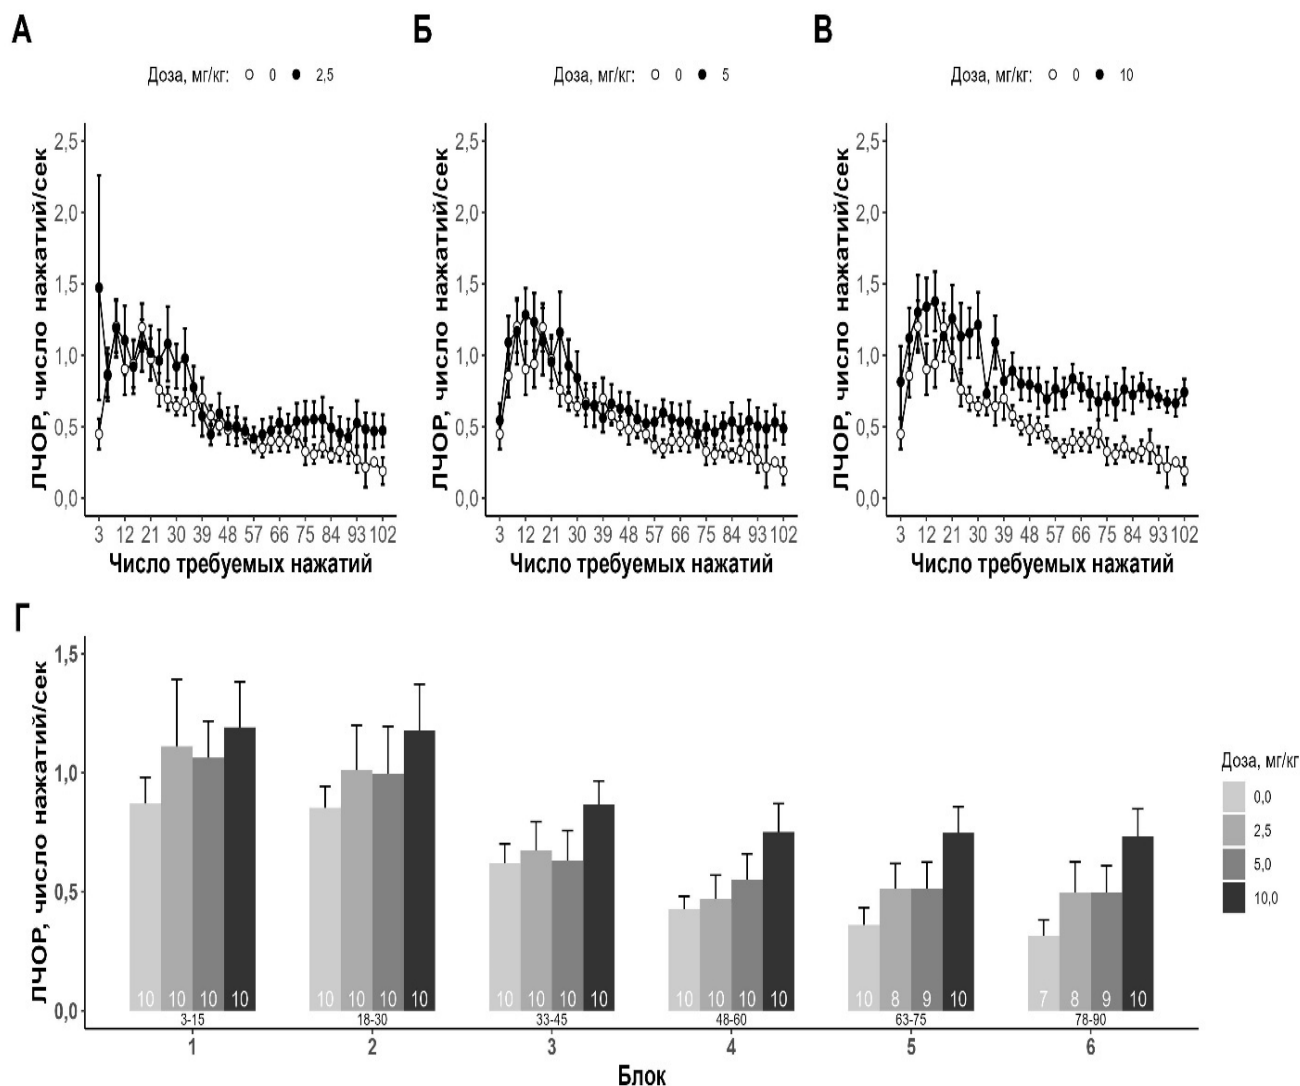 А
Доза, мг/кг: 0 2,5
ЛЧОР, число нажатий/сек
2,5
2,0
1,5
1,0
0,5
0,0
3 12 21 30 39 48 57 66 75 84 93 102
Число требуемых нажатий
Б
Доза, мг/кг: 0 5
ЛЧОР, число нажатий/сек
2,5
2,0
1,5
1,0
0,5
0,0
3 12 21 30 39 48 57 66 75 84 93 102
Число требуемых нажатий
В
Доза, мг/кг: 0 10
ЛЧОР, число нажатий/сек
2,5
2,0
1,5
1,0
0,5
0,0
3 12 21 30 39 48 57 66 75 84 93 102
Число требуемых нажатий
Г
ЛЧОР, число нажатий/сек
1,5
1,0
0,5
0,0
10 10 10 10 10 10 10 10 10 10 10 10 10 10 10 10 10 8 9 10 7 8 9 10
3-15 18-30 33-45 48-60 63-75 78-90
1 2 3 4 5 6
Блок
Доза, мг/кг
0,0
2,5
5,0
10,0